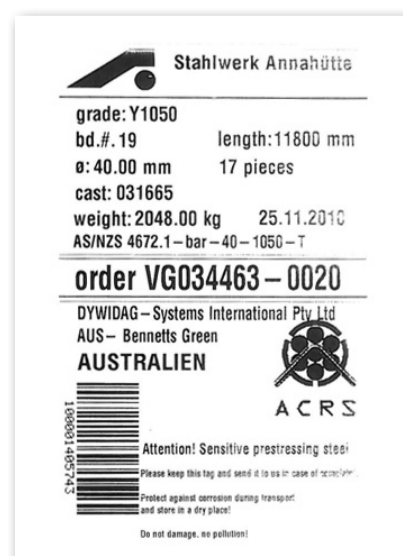 Stahlwerk Annahütte
grade: Y1050
bd.#. 19 length: 11800 mm
ø: 40.00 mm 17 pieces
cast: 031665
weight: 2048.00 kg 25.11.2010
AS/NZS 4672.1-bar-40-1050-T
order VG034463-0020
DYWIDAG-Systems International Pty Ltd
AUS- Bennetts Green
AUSTRALIEN
ACRS
100001405743
Attention! Sensitive prestressing steel
Please keep this tag and send it to us in case of
Protect against corrosion during transport
and store in a dry place!
Do not damage, no pollution!